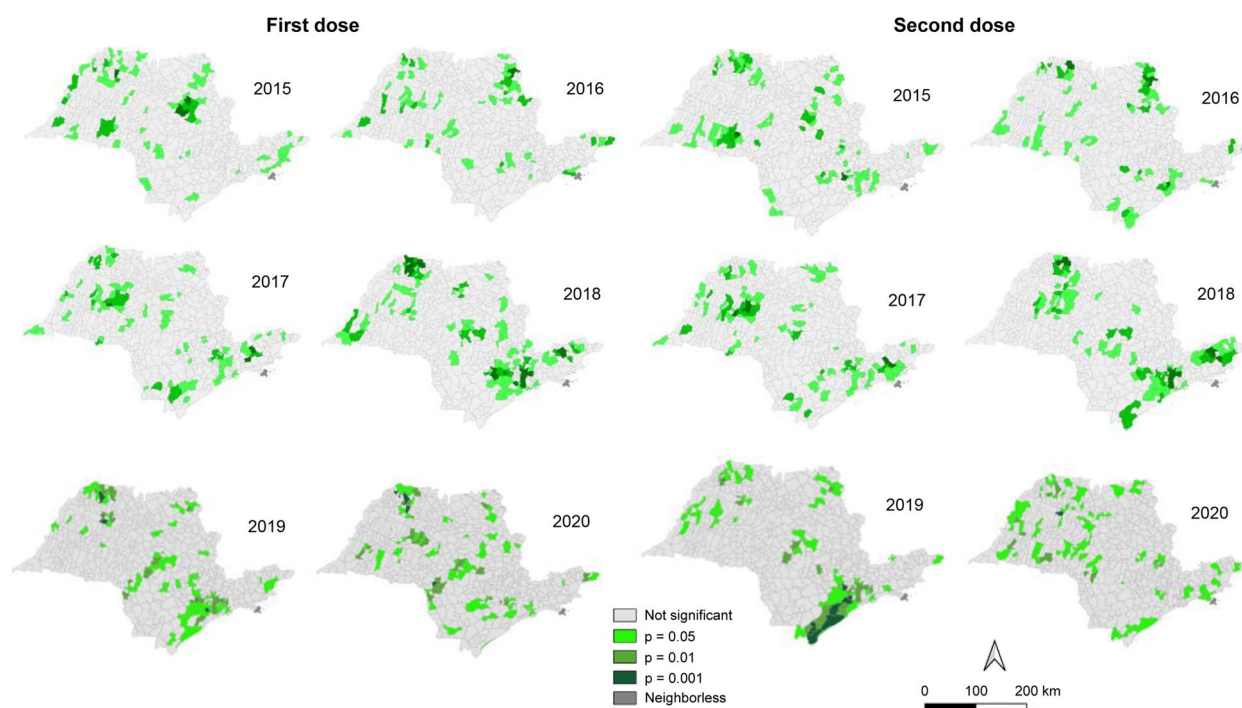 First dose
Second dose
2015
2016
2015
2016
2017
2018
2017
2018
2019
2020
2019
2020
Not significant
p = 0.05
p = 0.01
p = 0.001
Neighborless
0 100 200 km